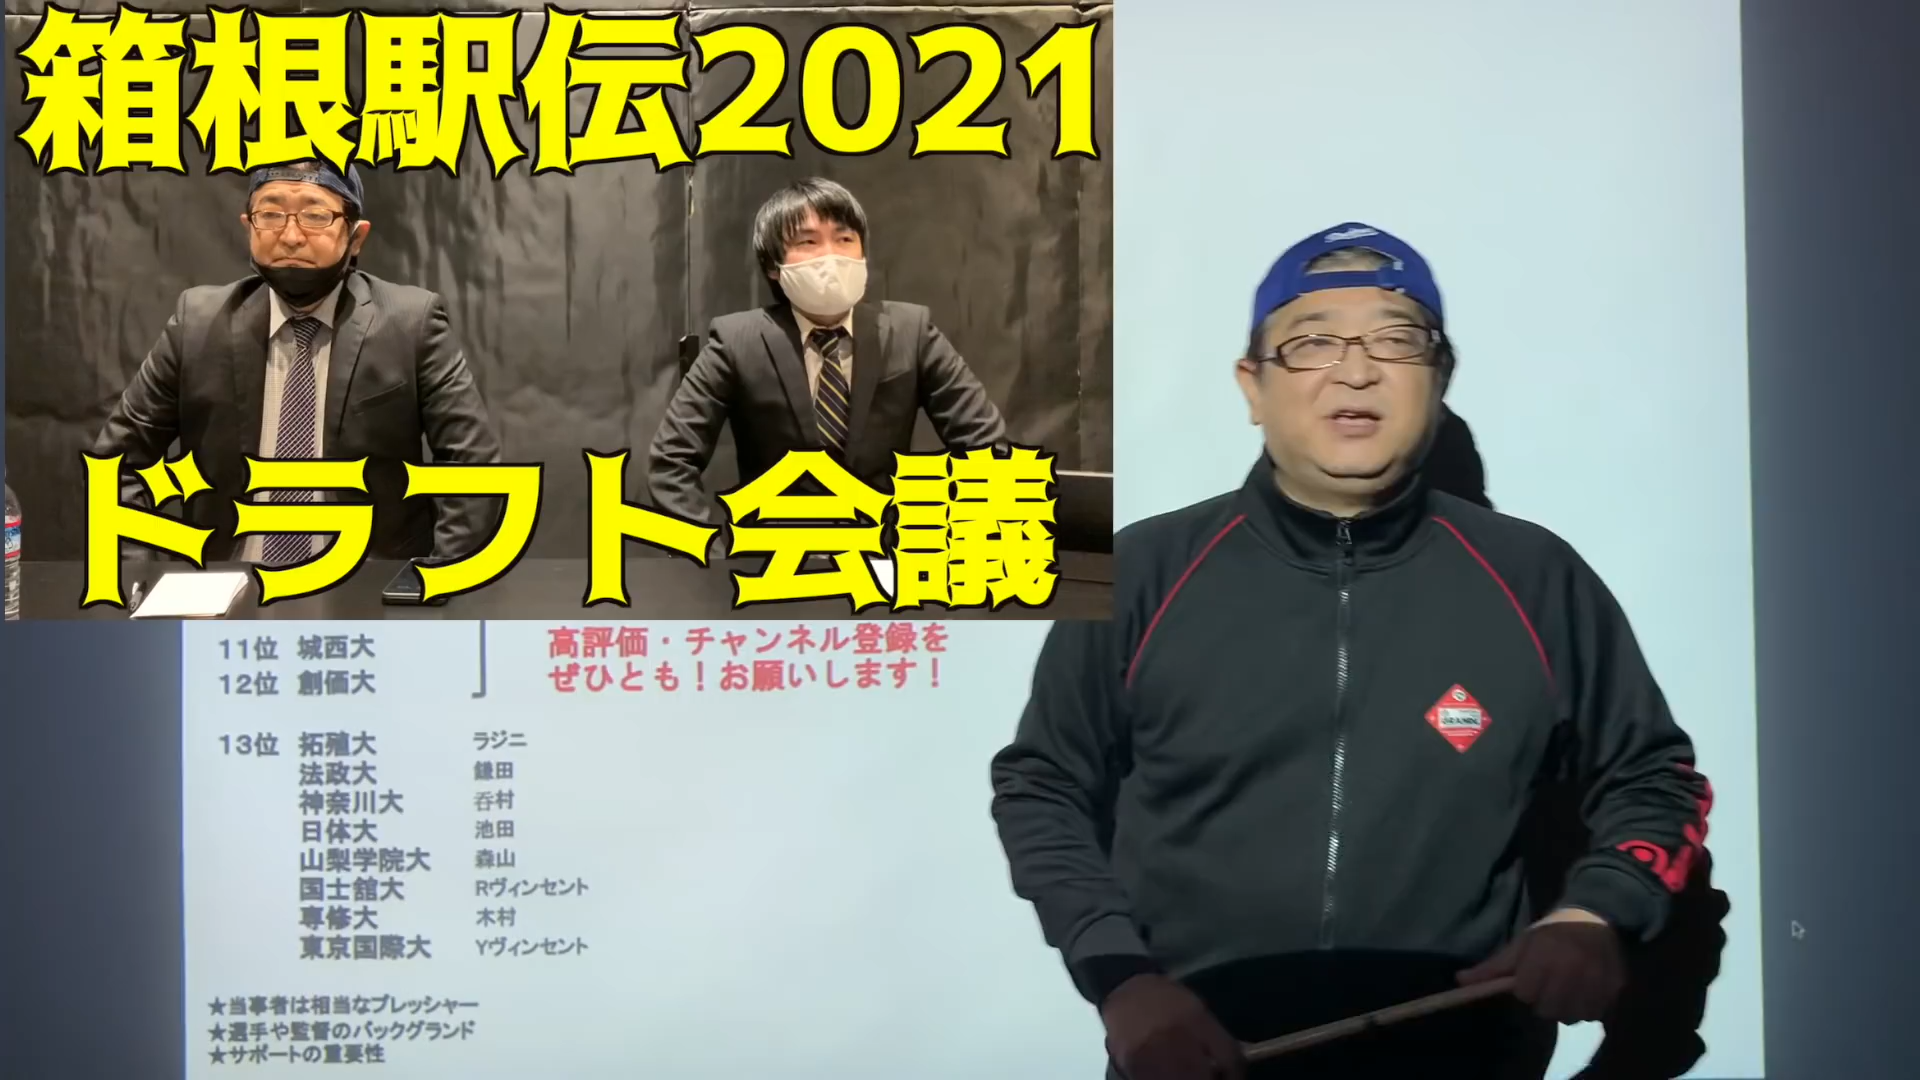 箱根駅伝2021
ドラフト会議
11位 城西大
12位 創価大
高評価・チャンネル登録を
ぜひとも！お願いします！
13位 拓殖大 ラジニ
法政大 鎌田
神奈川大 呑村
日体大 池田
山梨学院大 森山
国士舘大 Rヴィンセント
専修大 木村
東京国際大 Yヴィンセント
★当事者は相当なプレッシャー
★選手や監督のバックグランド
★サポートの重要性